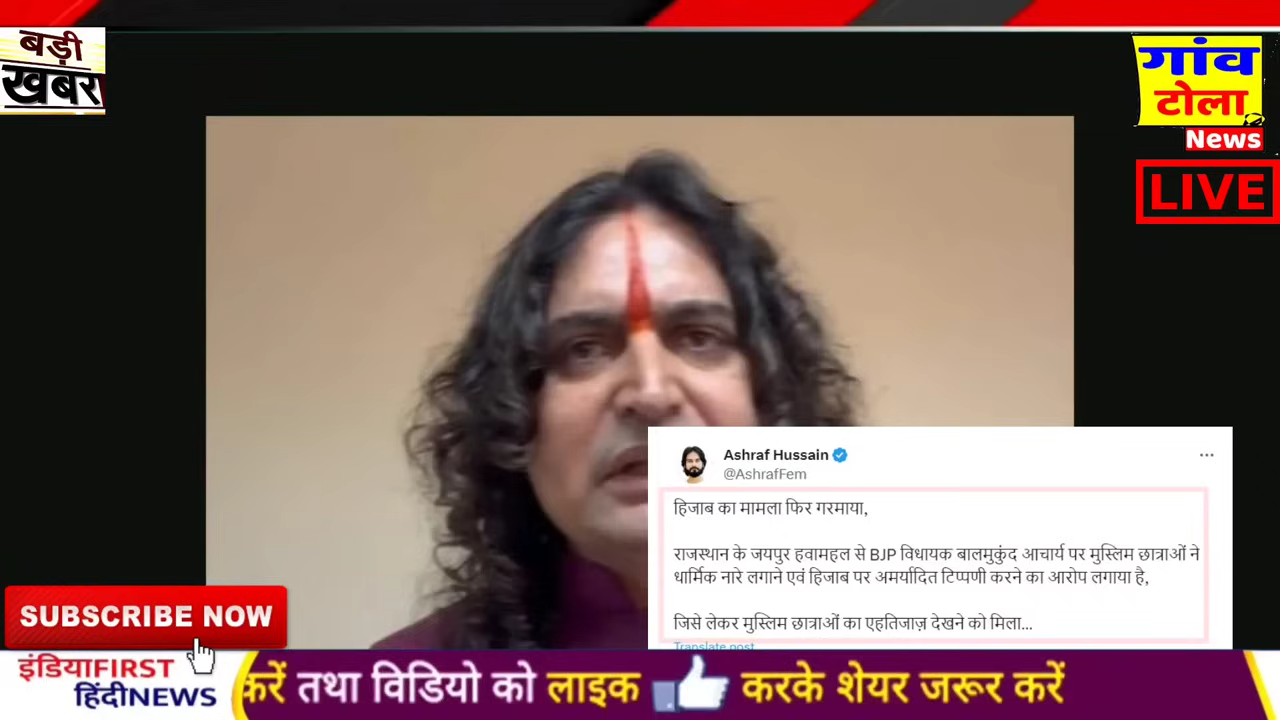 बड़ी
खबर
गांव
टोला
News
LIVE
Ashraf Hussain
@AshrafFem
हिजाब का मामला फिर गरमाया,
राजस्थान के जयपुर हवामहल से BJP विधायक बालमुकुंद आचार्य पर मुस्लिम छात्राओं ने
धार्मिक नारे लगाने एवं हिजाब पर अमर्यादित टिप्पणी करने का आरोप लगाया है,
जिसे लेकर मुस्लिम छात्राओं का एहतिजाज़ देखने को मिला...
Translate post
SUBSCRIBE NOW
इंडियाFIRST
हिंदीNEWS
करें तथा विडियो को लाइक करके शेयर जरूर करें